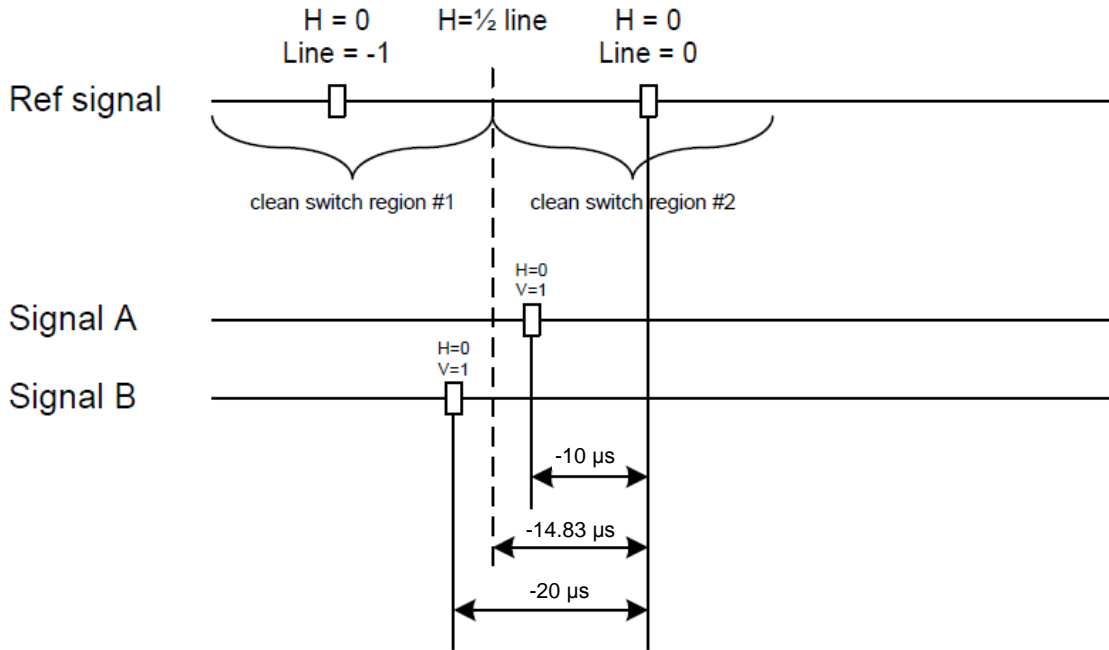 H = 0
Line = -1
H=½ line
H = 0
Line = 0
Ref signal
clean switch region #1
clean switch region #2
H=0
V=1
Signal A
H=0
V=1
Signal B
-10 µs
-14.83 µs
-20 µs